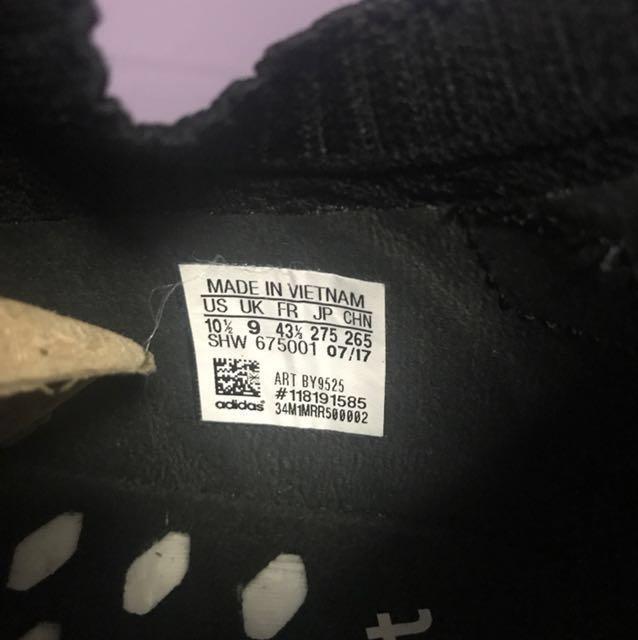 MADE IN VIETNAM
US UK FR JP CHN
10½ 9 43⅓ 275 265
SHW 675001 07/17
ART BY9525
#118191585
adidas® 34M1MRR500002
t